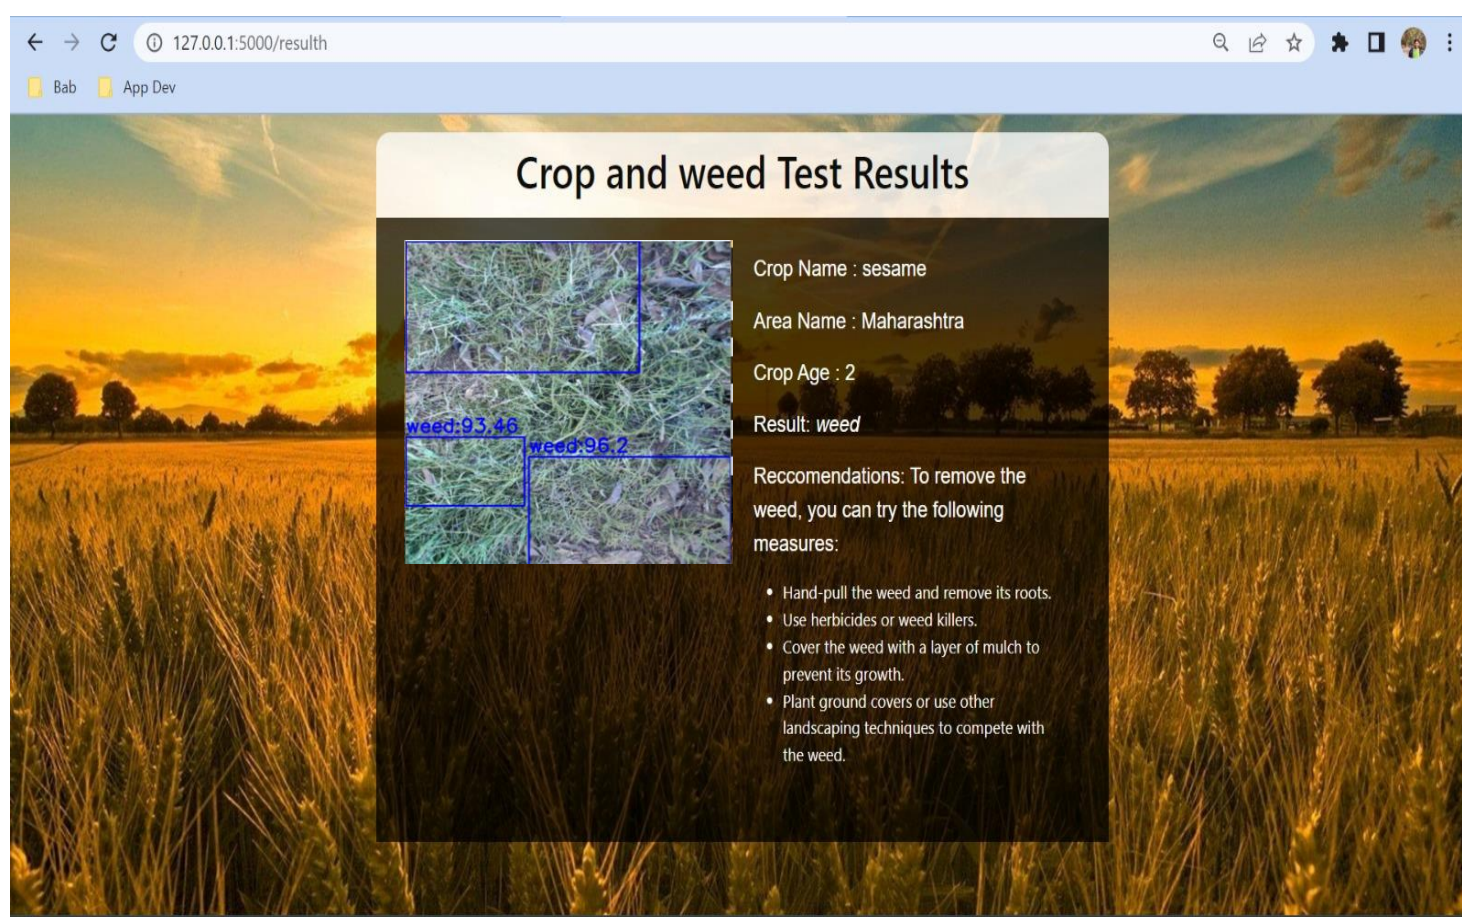 127.0.0.1:5000/resulth
Bab
App Dev
Crop and weed Test Results
weed:93.46
weed:96.2
Crop Name : sesame
Area Name : Maharashtra
Crop Age : 2
Result: weed
Reccomendations: To remove the
weed, you can try the following
measures:
• Hand-pull the weed and remove its roots.
• Use herbicides or weed killers.
• Cover the weed with a layer of mulch to
prevent its growth.
• Plant ground covers or use other
landscaping techniques to compete with
the weed.